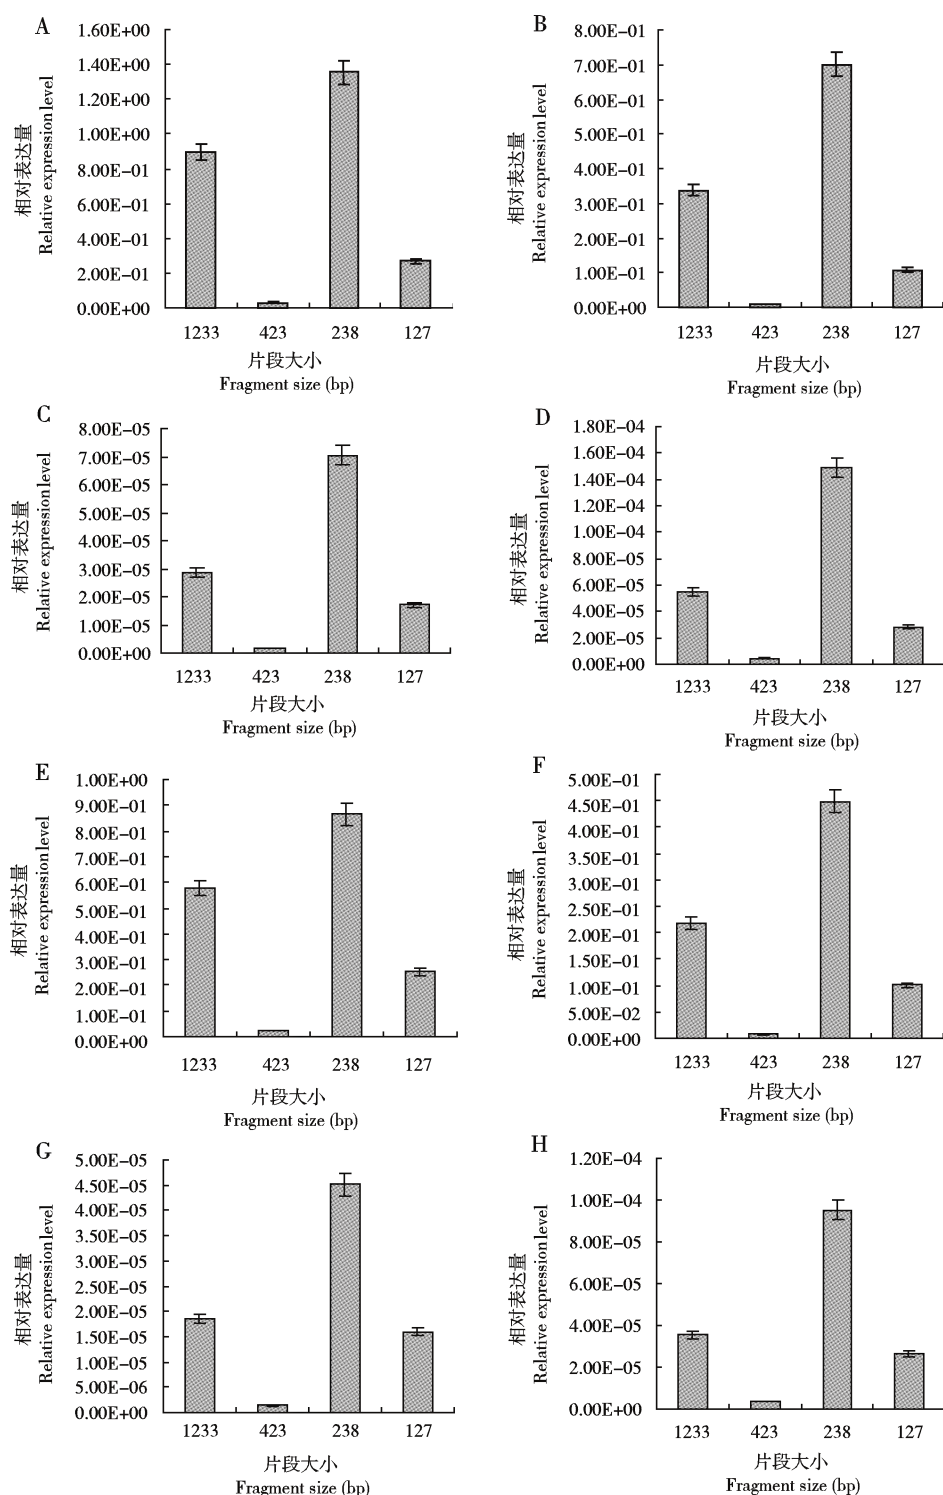 A
1.60E+00
1.40E+00
1.20E+00
1.00E+00
8.00E−01
6.00E−01
4.00E−01
2.00E−01
0.00E+00
相对表达量
Relative expression level
1233 423 238 127
片段大小
Fragment size (bp)
B
8.00E−01
7.00E−01
6.00E−01
5.00E−01
4.00E−01
3.00E−01
2.00E−01
1.00E−01
0.00E+00
相对表达量
Relative expression level
1233 423 238 127
片段大小
Fragment size (bp)
C
8.00E−05
7.00E−05
6.00E−05
5.00E−05
4.00E−05
3.00E−05
2.00E−05
1.00E−05
0.00E+00
相对表达量
Relative expression level
1233 423 238 127
片段大小
Fragment size (bp)
D
1.80E−04
1.60E−04
1.40E−04
1.20E−04
1.00E−04
8.00E−05
6.00E−05
4.00E−05
2.00E−05
0.00E+00
相对表达量
Relative expression level
1233 423 238 127
片段大小
Fragment size (bp)
E
1.00E+00
9.00E−01
8.00E−01
7.00E−01
6.00E−01
5.00E−01
4.00E−01
3.00E−01
2.00E−01
1.00E−01
0.00E+00
相对表达量
Relative expression level
1233 423 238 127
片段大小
Fragment size (bp)
F
5.00E−01
4.50E−01
4.00E−01
3.50E−01
3.00E−01
2.50E−01
2.00E−01
1.50E−01
1.00E−01
5.00E−02
0.00E+00
相对表达量
Relative expression level
1233 423 238 127
片段大小
Fragment size (bp)
G
5.00E−05
4.50E−05
4.00E−05
3.50E−05
3.00E−05
2.50E−05
2.00E−05
1.50E−05
1.00E−05
5.00E−06
0.00E+00
相对表达量
Relative expression level
1233 423 238 127
片段大小
Fragment size (bp)
H
1.20E−04
1.00E−04
8.00E−05
6.00E−05
4.00E−05
2.00E−05
0.00E+00
相对表达量
Relative expression level
1233 423 238 127
片段大小
Fragment size (bp)